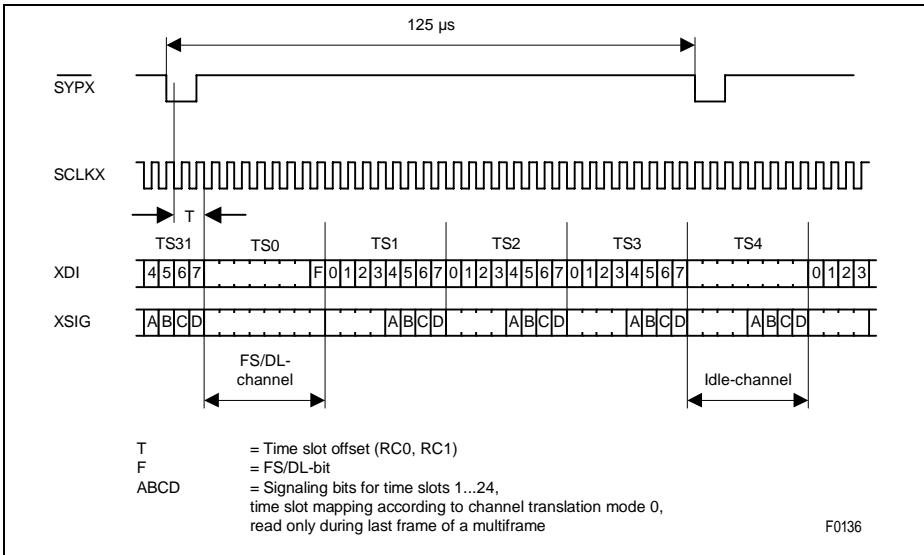 125 µs
SYPX
SCLKX
T
TS31 TS0 TS1 TS2 TS3 TS4
XDI 4 5 6 7 F 0 1 2 3 4 5 6 7 0 1 2 3 4 5 6 7 0 1 2 3 4 5 6 7 0 1 2 3
XSIG A B C D A B C D A B C D A B C D A B C D
FS/DL-
channel
Idle-channel
T = Time slot offset (RC0, RC1)
F = FS/DL-bit
ABCD = Signaling bits for time slots 1...24,
time slot mapping according to channel translation mode 0,
read only during last frame of a multiframe
F0136